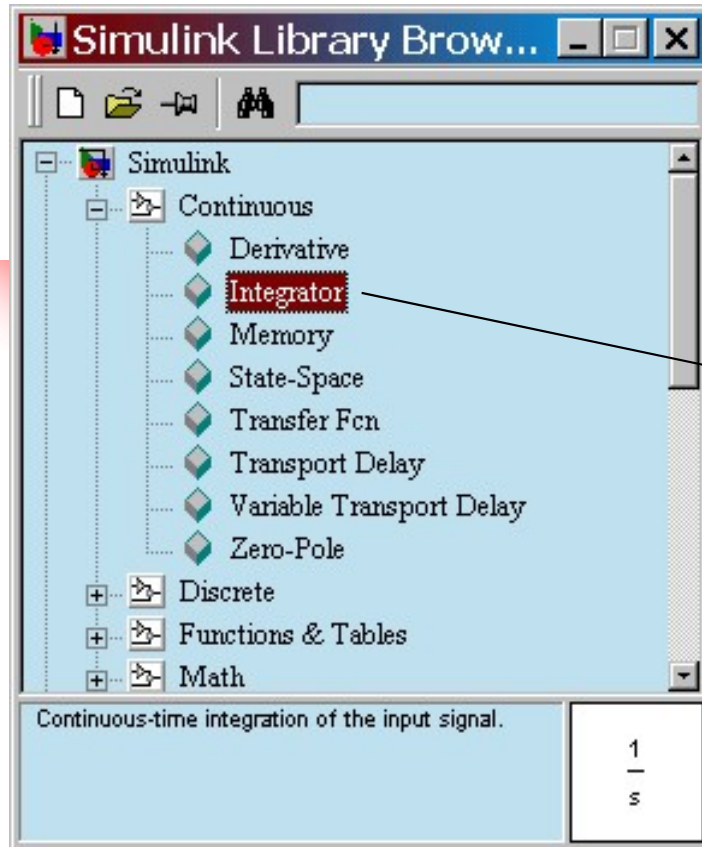 Simulink Library Brow...
Simulink
Continuous
Derivative
Integrator
Memory
State-Space
Transfer Fcn
Transport Delay
Variable Transport Delay
Zero-Pole
Discrete
Functions & Tables
Math
Continuous-time integration of the input signal.
1
s